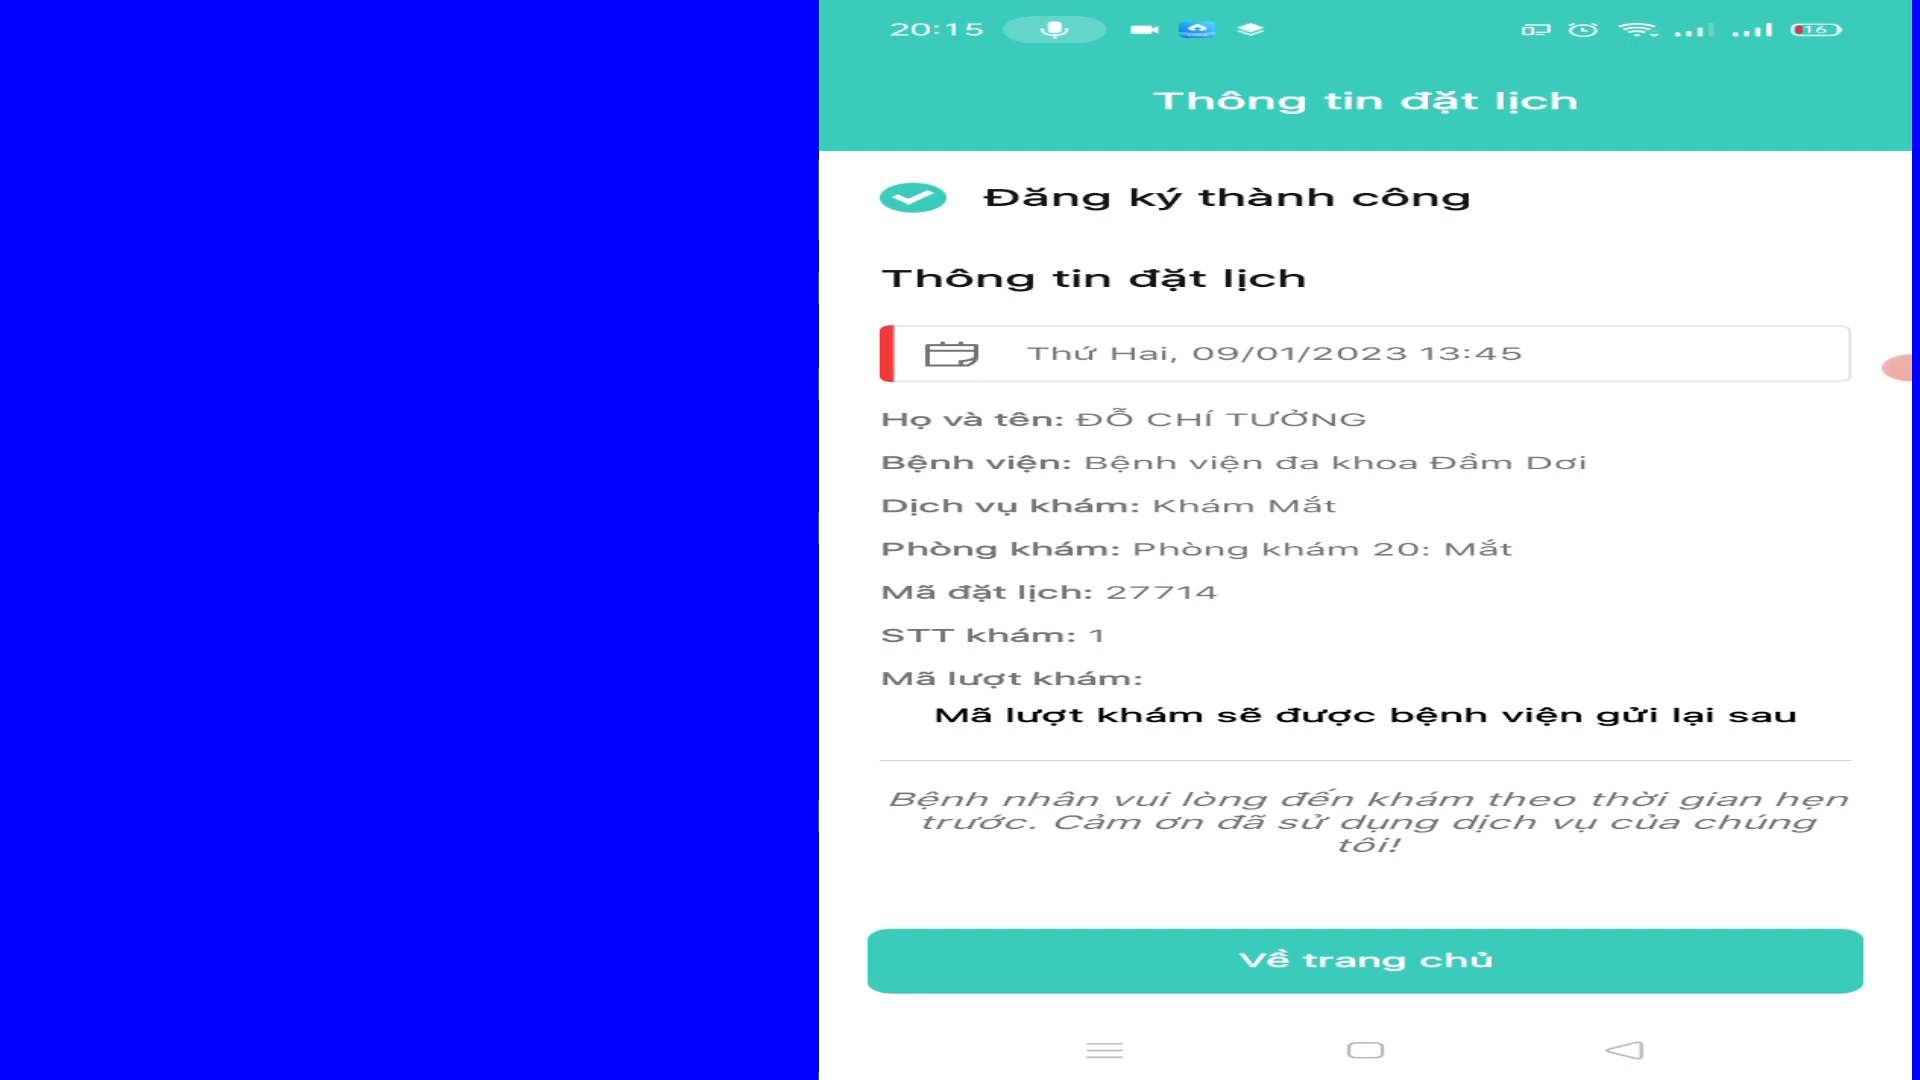 20:15
16
Thông tin đặt lịch
Đăng ký thành công
Thông tin đặt lịch
Thứ Hai, 09/01/2023 13:45
Họ và tên: ĐỖ CHÍ TƯỞNG
Bệnh viện: Bệnh viện đa khoa Đầm Dơi
Dịch vụ khám: Khám Mắt
Phòng khám: Phòng khám 20: Mắt
Mã đặt lịch: 27714
STT khám: 1
Mã lượt khám:
Mã lượt khám sẽ được bệnh viện gửi lại sau
Bệnh nhân vui lòng đến khám theo thời gian hẹn
trước. Cảm ơn đã sử dụng dịch vụ của chúng
tôi!
Về trang chủ